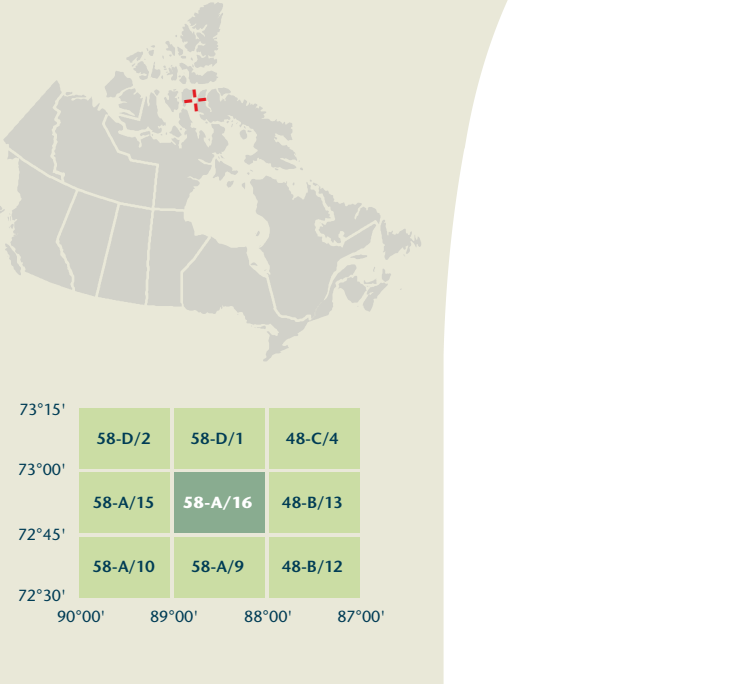 73°15'
58-D/2 58-D/1 48-C/4
73°00'
58-A/15 58-A/16 48-B/13
72°45'
58-A/10 58-A/9 48-B/12
72°30'
90°00' 89°00' 88°00' 87°00'